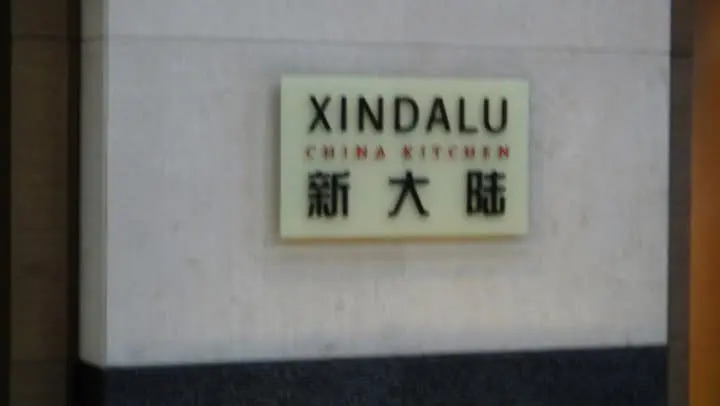 XINDALU
CHINA KITCHEN
新大陆